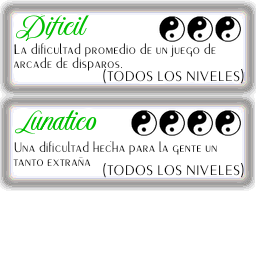 Dificil
La dificultad promedio de un juego de
arcade de disparos.
(TODOS LOS NIVELES)
Lunatico
Una dificultad hecha para la gente un
tanto extraña
(TODOS LOS NIVELES)